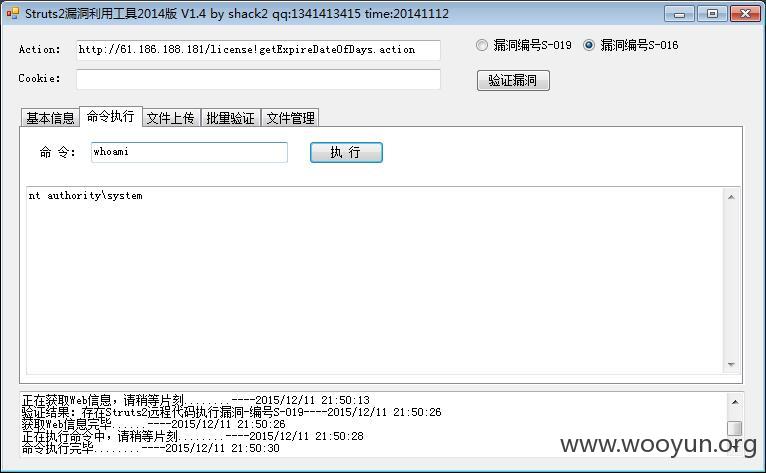 Struts2漏洞利用工具2014版 V1.4 by shack2 qq:1341413415 time:20141112
Action: http://61.186.188.181/license!getExpireDateOfDays.action 漏洞编号S-019 漏洞编号S-016
Cookie: 验证漏洞
基本信息 命令执行 文件上传 批量验证 文件管理
命 令: whoami 执 行
nt authority\system
正在获取Web信息，请稍等片刻........----2015/12/11 21:50:13
验证结果：存在Struts2远程代码执行漏洞-编号S-019----2015/12/11 21:50:26
获取Web信息完毕......----2015/12/11 21:50:26
正在执行命令中，请稍等片刻......----2015/12/11 21:50:28
命令执行完毕........----2015/12/11 21:50:30
www.wooyun.org